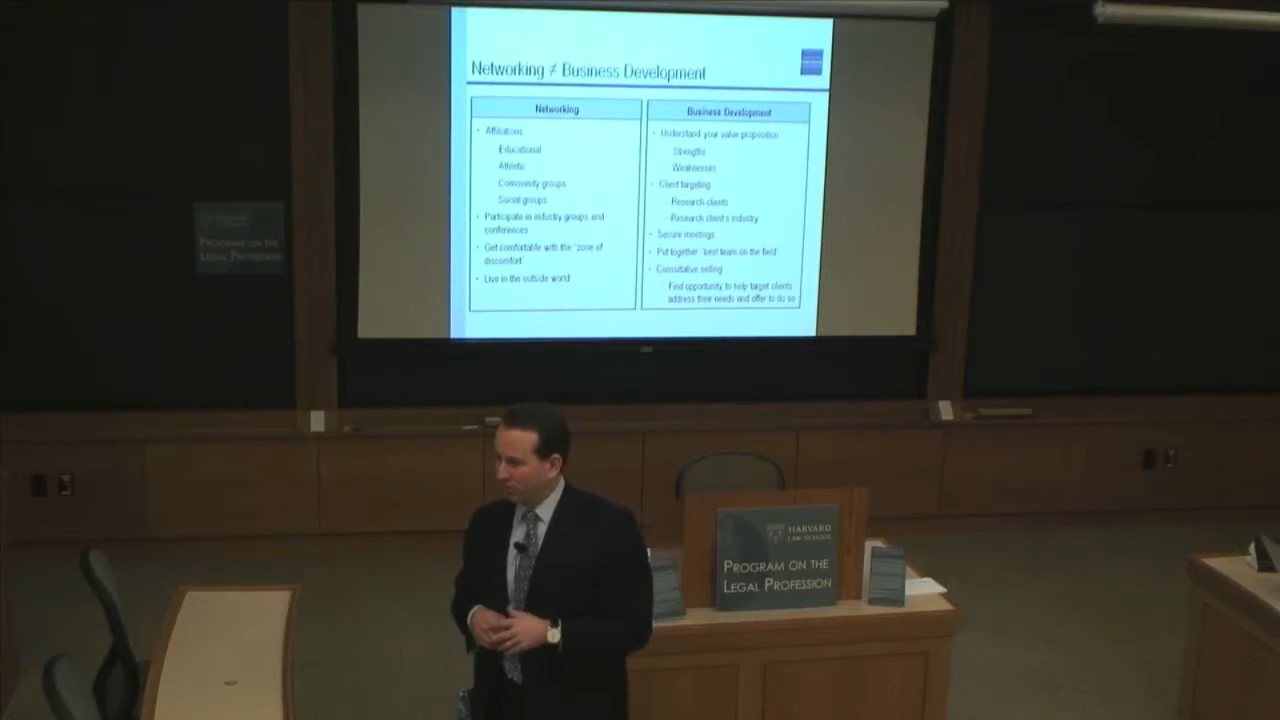 Networking ≠ Business Development
Networking
• Affiliations
Educational
Athletic
Community groups
Social groups
• Participate in industry groups and
conferences
• Get comfortable with the "zone of
discomfort"
• Live in the outside world
Business Development
• Understand your value proposition
Strengths
Weaknesses
• Client targeting
- Research clients
- Research client's industry
• Secure meetings
• Put together "best team on the field"
• Consultative selling
Find opportunity to help target clients
address their needs and offer to do so
PROGRAM ON THE
LEGAL PROFESSION
HARVARD
LAW SCHOOL
PROGRAM ON THE
LEGAL PROFESSION